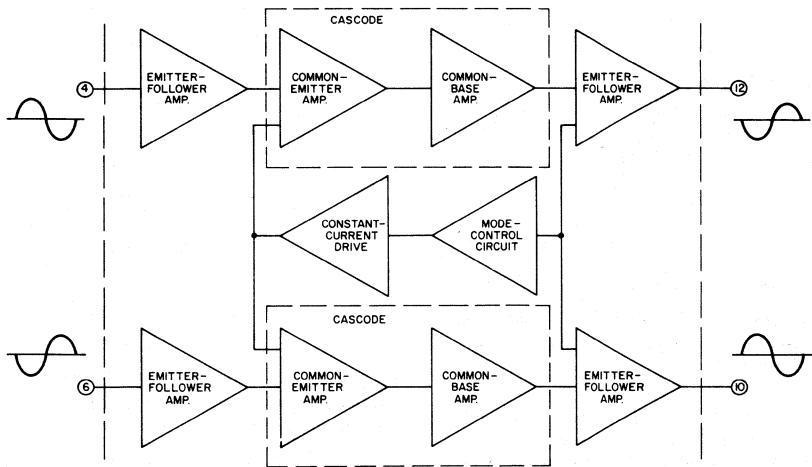 CASCODE
4
EMITTER-
FOLLOWER
AMP.
COMMON-
EMITTER
AMP.
COMMON-
BASE
AMP.
EMITTER-
FOLLOWER
AMP.
12
CONSTANT-
CURRENT
DRIVE
MODE-
CONTROL
CIRCUIT
CASCODE
6
EMITTER-
FOLLOWER
AMP.
COMMON-
EMITTER
AMP.
COMMON-
BASE
AMP.
EMITTER-
FOLLOWER
AMP.
10